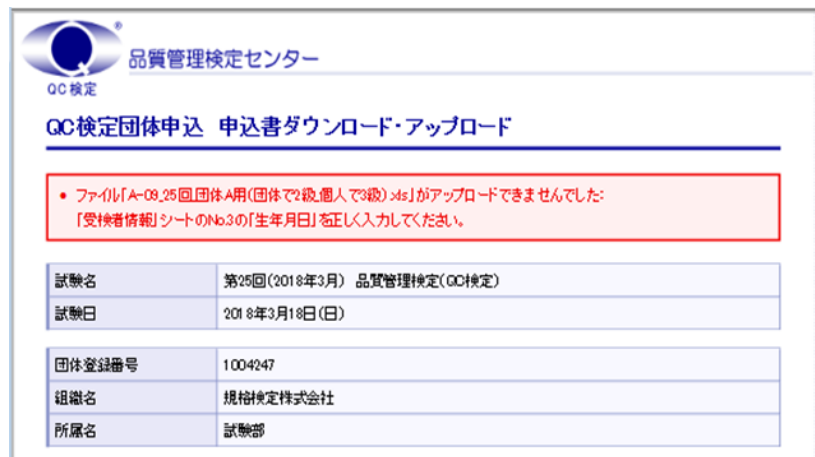 品質管理検定センター
QC検定
QC検定団体申込 申込書ダウンロード・アップロード
• ファイル「A-09_25回_団体A用(団体で2級_個人で3級).xls」がアップロードできませんでした:
「受検者情報」シートのNo.3の「生年月日」を正しく入力してください。
試験名 第25回(2018年3月) 品質管理検定(QC検定)
試験日 2018年3月18日(日)
団体登録番号 1004247
組織名 規格検定株式会社
所属名 試験部